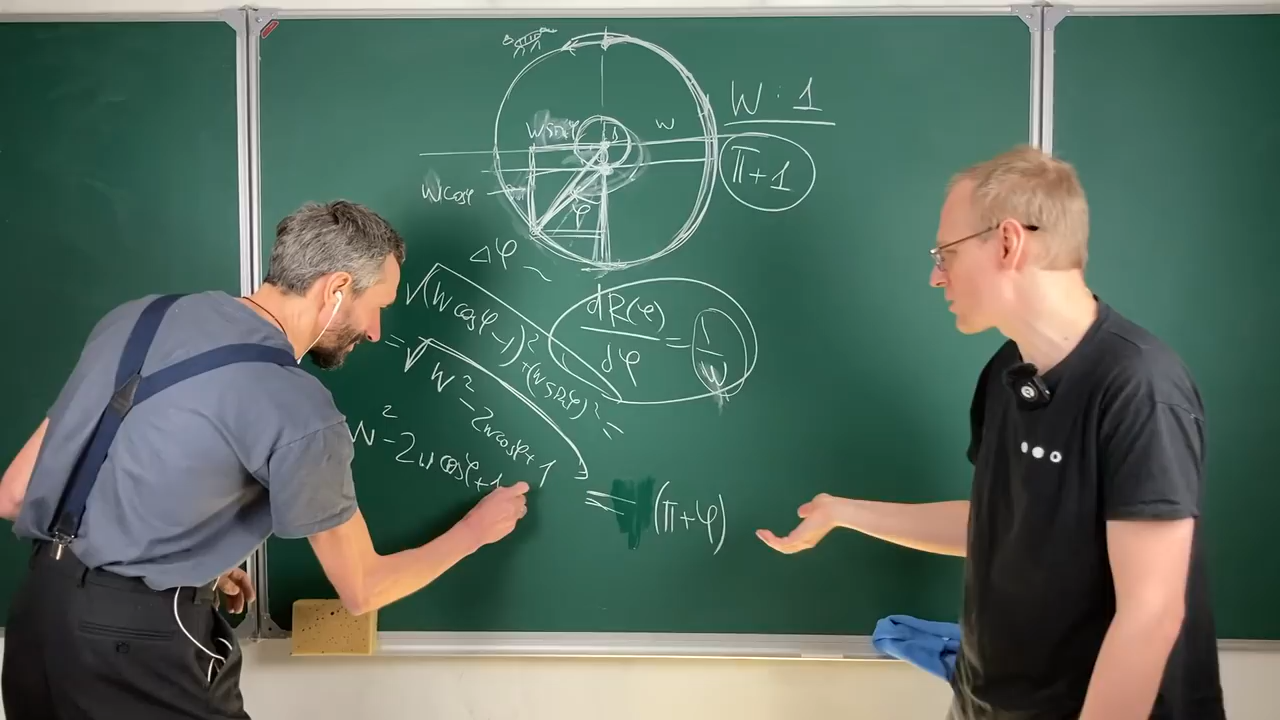 W : 1
π+1
W sin φ
w
1
W cos φ
φ
Δφ ~
√(W cos φ - 1)² + (W sin φ)² =
dR(φ)/dφ = 1/W
= √W² - 2W cos φ + 1
W² - 2W cos φ + 1
= (π+φ)